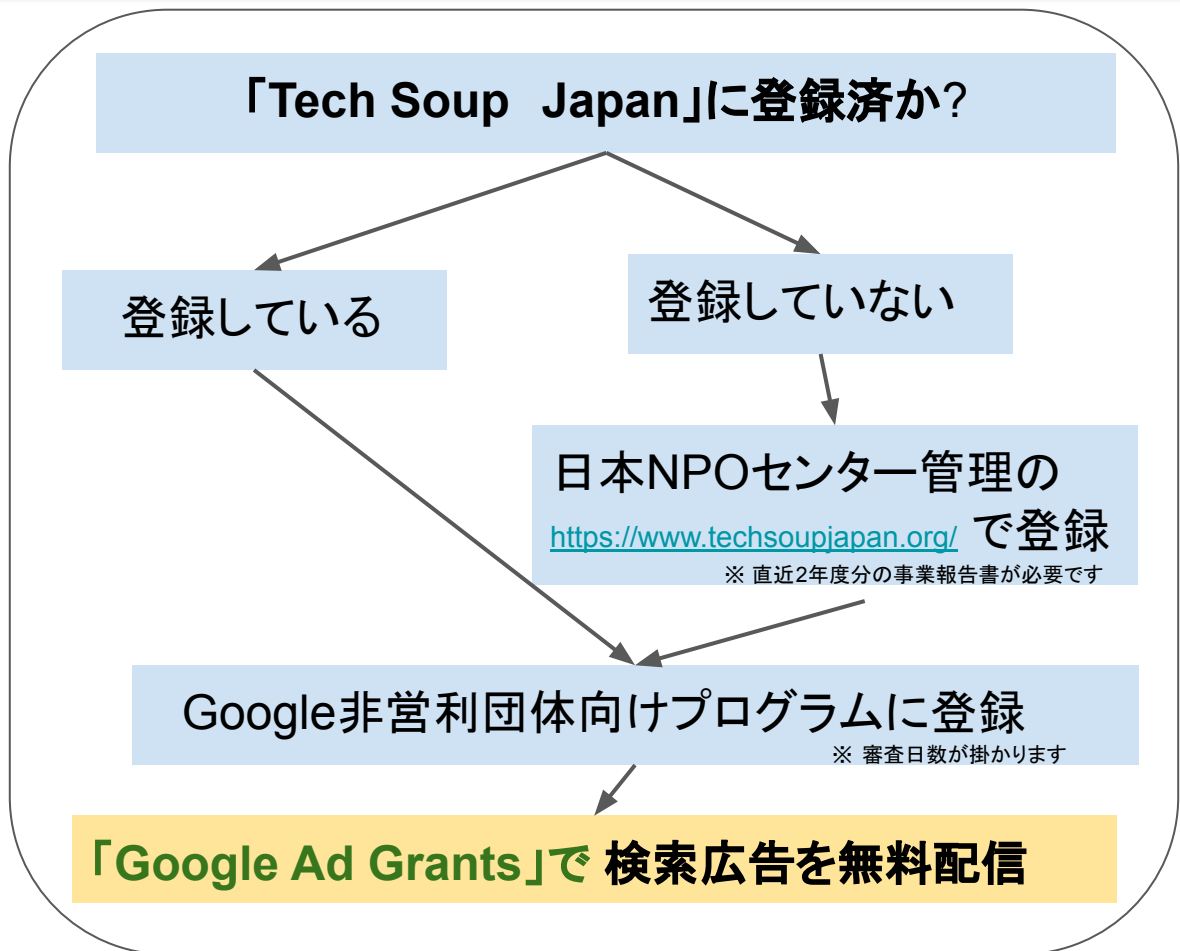 「Tech Soup　Japan」に登録済か?
登録している
登録していない
日本NPOセンター管理の
https://www.techsoupjapan.org/ で登録
※ 直近2年度分の事業報告書が必要です
Google非営利団体向けプログラムに登録
※ 審査日数が掛かります
「Google Ad Grants」で 検索広告を無料配信